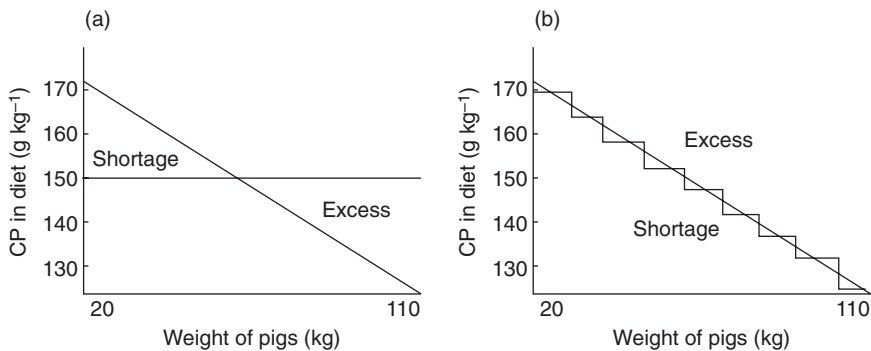 (a)
CP in diet (g kg–1)
170
160
150
140
130
Shortage
Excess
20
110
Weight of pigs (kg)
(b)
CP in diet (g kg–1)
170
160
150
140
130
Excess
Shortage
20
110
Weight of pigs (kg)